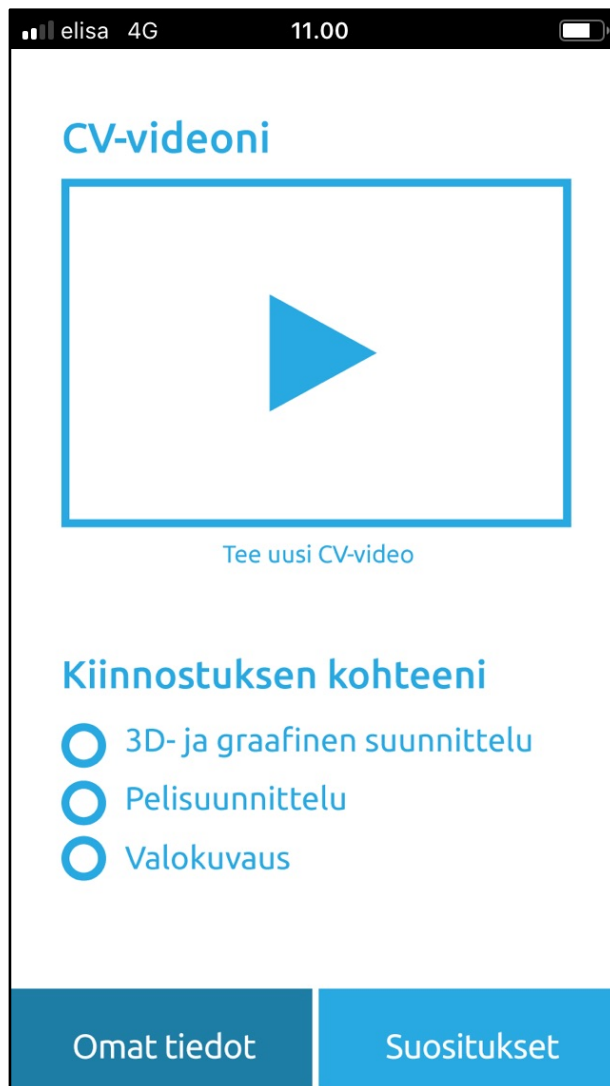 elisa 4G 11.00
CV-videoni
Tee uusi CV-video
Kiinnostuksen kohteeni
3D- ja graafinen suunnittelu
Pelisuunnittelu
Valokuvaus
Omat tiedot Suositukset